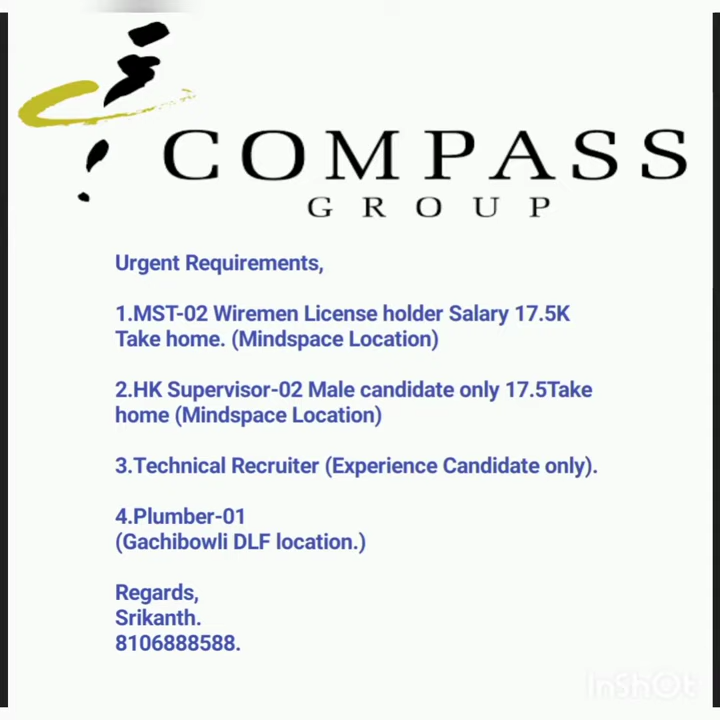 COMPASS
GROUP
Urgent Requirements,
1.MST-02 Wiremen License holder Salary 17.5K
Take home. (Mindspace Location)
2.HK Supervisor-02 Male candidate only 17.5Take
home (Mindspace Location)
3.Technical Recruiter (Experience Candidate only).
4.Plumber-01
(Gachibowli DLF location.)
Regards,
Srikanth.
8106888588.
InShOt